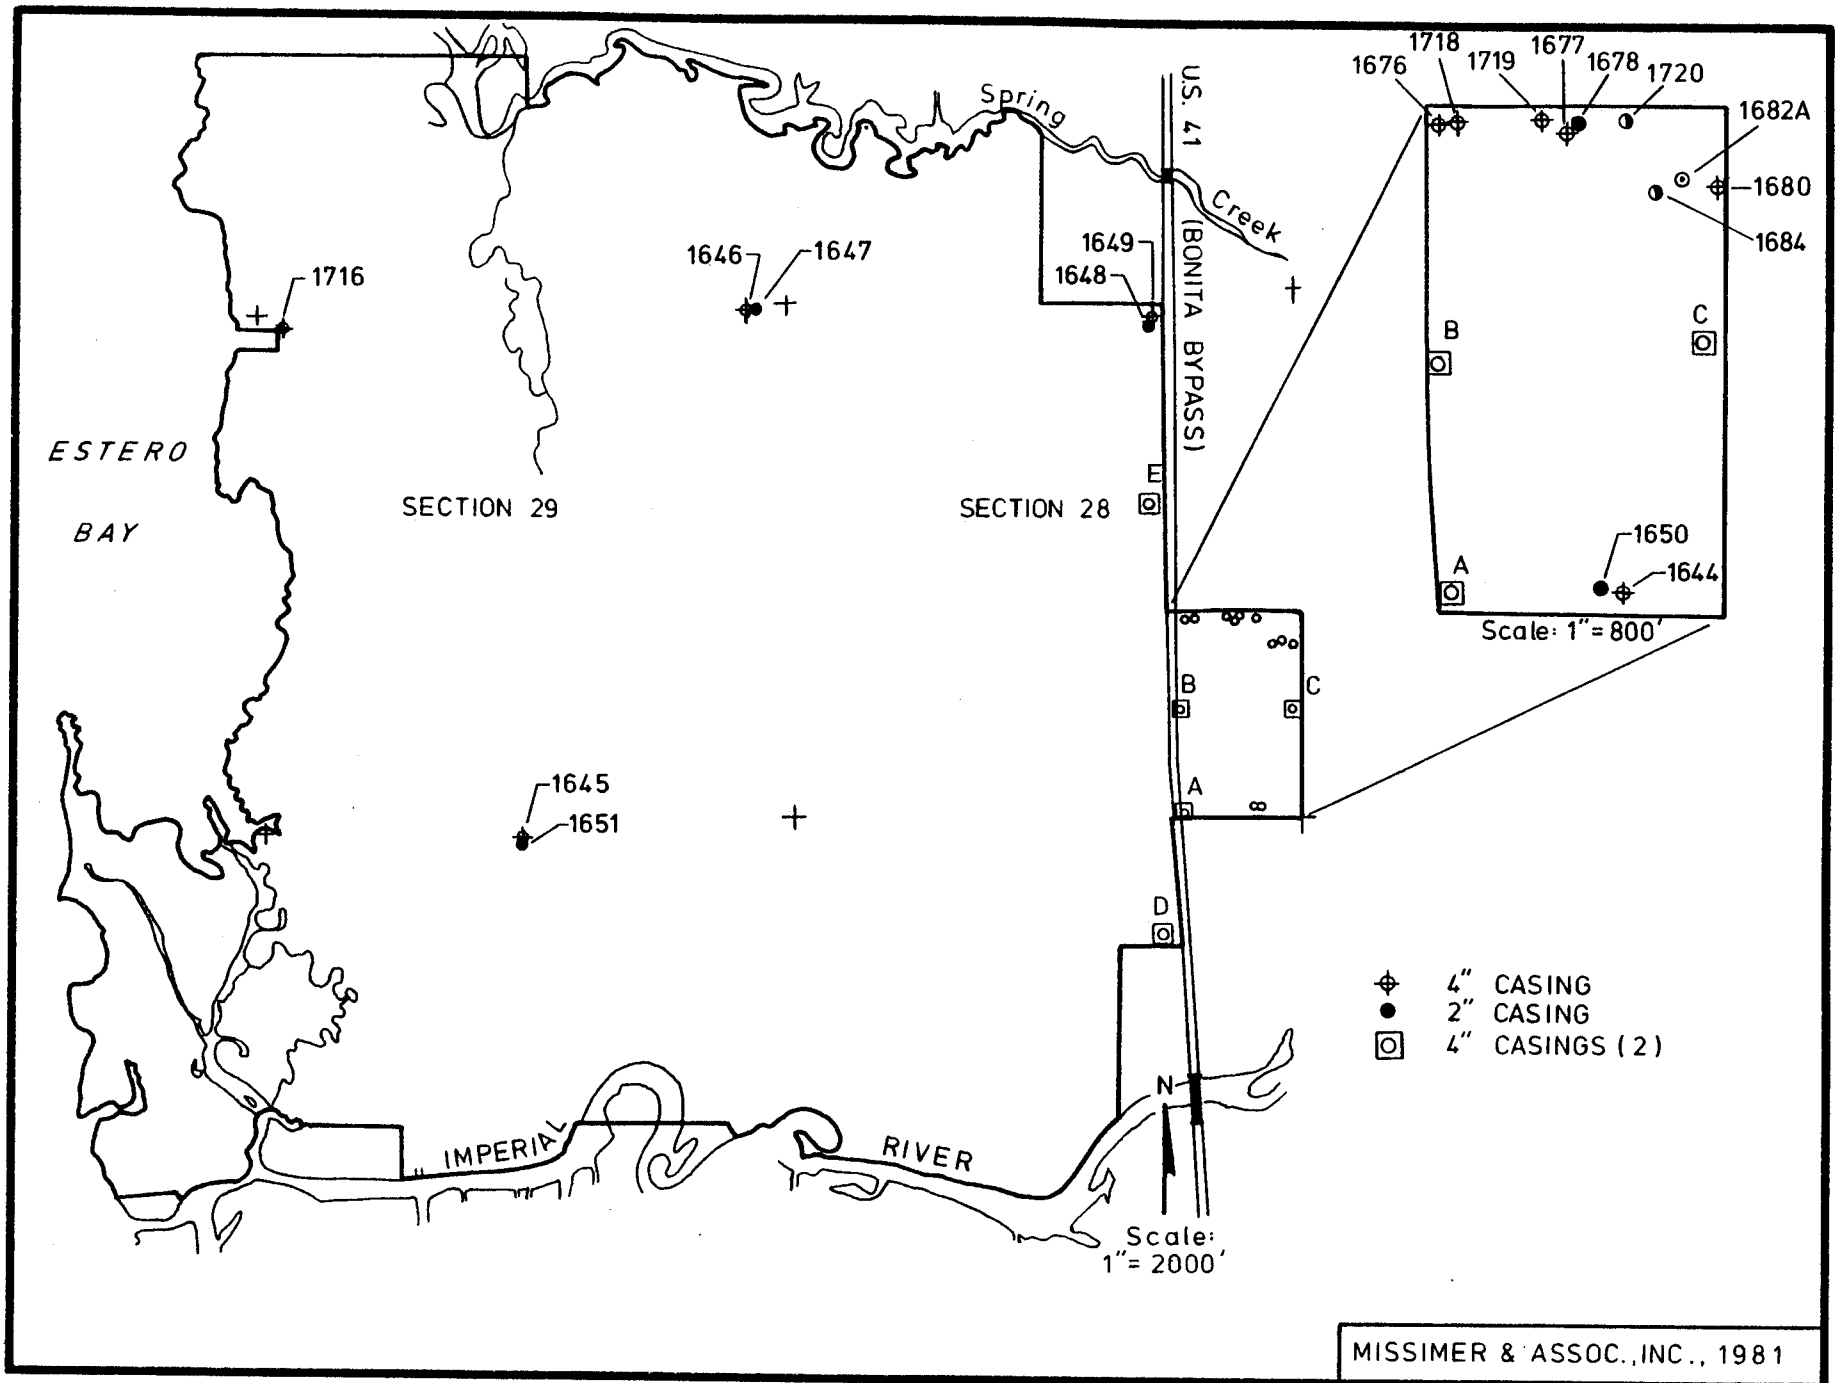 1718
1677
1676
1719
1678
1720
1682A
1680
1684
Spring
Creek
U.S. 41 (BONITA BYPASS)
1716
1646
1647
1649
1648
B
C
ESTERO
BAY
SECTION 29
SECTION 28
E
1650
A
1644
Scale: 1"=800'
B
C
A
1645
1651
D
4" CASING
2" CASING
4" CASINGS (2)
N
IMPERIAL RIVER
Scale:
1"= 2000'
MISSIMER & ASSOC., INC., 1981